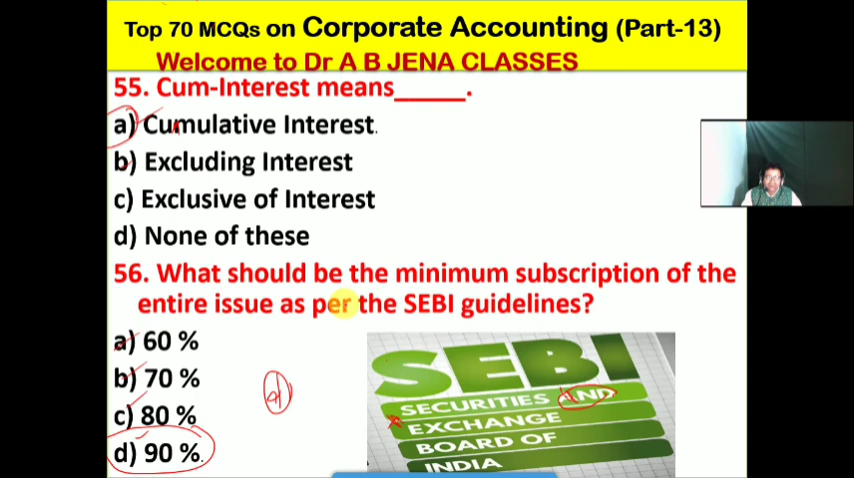 Top 70 MCQs on Corporate Accounting (Part-13)
Welcome to Dr A B JENA CLASSES
55. Cum-Interest means_____.
a) Cumulative Interest.
b) Excluding Interest
c) Exclusive of Interest
d) None of these
56. What should be the minimum subscription of the
entire issue as per the SEBI guidelines?
a) 60 %
b) 70 %
c) 80 %
d) 90 %.
d)
SEBI
SECURITIES AND
EXCHANGE
BOARD OF
INDIA